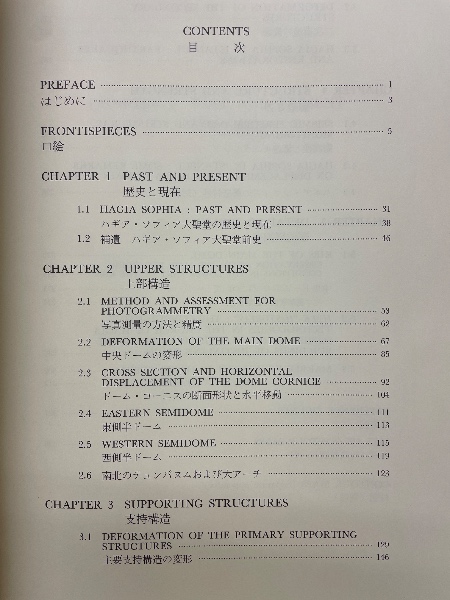 CONTENTS
目 次
PREFACE 1
はじめに 3
FRONTISPIECES 5
口絵
CHAPTER 1 PAST AND PRESENT
歴史と現在
1.1 HAGIA SOPHIA : PAST AND PRESENT 31
ハギア・ソフィア大聖堂の歴史と現在 38
1.2 補遺 ハギア・ソフィア大聖堂前史 46
CHAPTER 2 UPPER STRUCTURES
上部構造
2.1 METHOD AND ASSESSMENT FOR
PHOTOGRAMMETRY 53
写真測量の方法と精度 62
2.2 DEFORMATION OF THE MAIN DOME 67
中央ドームの変形 85
2.3 CROSS SECTION AND HORIZONTAL
DISPLACEMENT OF THE DOME CORNICE 92
ドーム・コーニスの断面形状と水平移動 104
2.4 EASTERN SEMIDOME 111
東側半ドーム 113
2.5 WESTERN SEMIDOME 115
西側半ドーム 119
2.6 南北のテュンパヌムおよび大アーチ 123
CHAPTER 3 SUPPORTING STRUCTURES
支持構造
3.1 DEFORMATION OF THE PRIMARY SUPPORTING
STRUCTURES 129
主要支持構造の変形 146